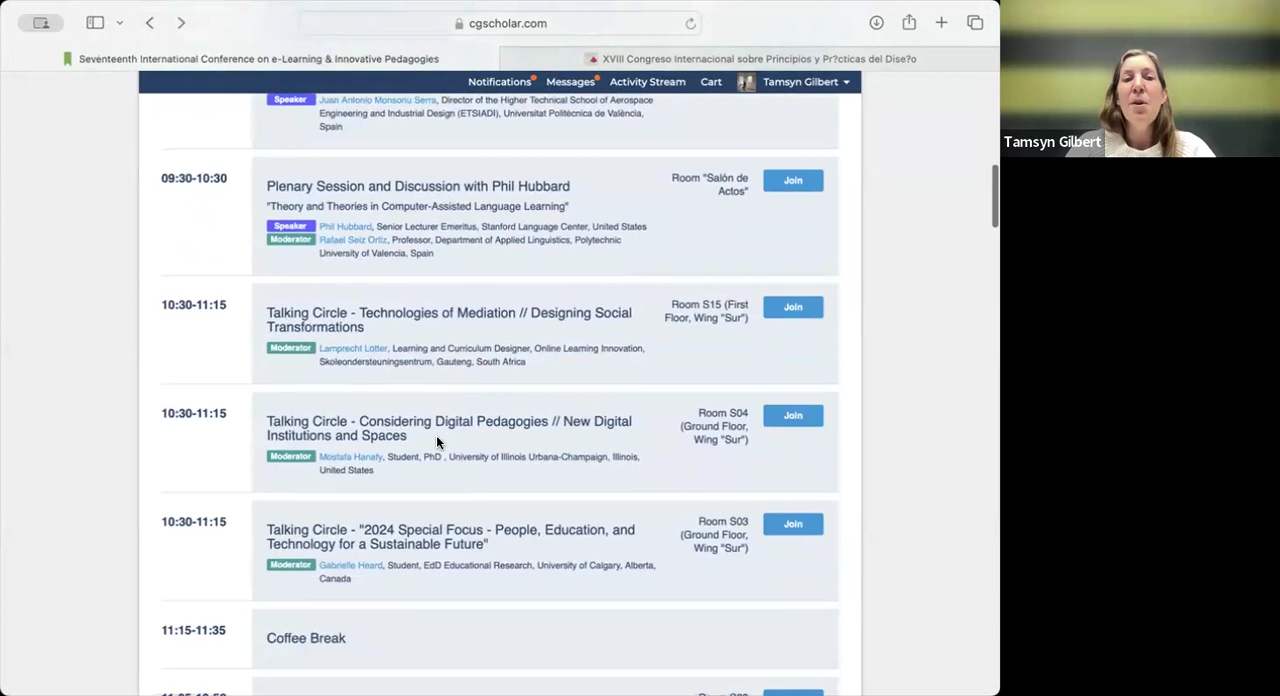 cgscholar.com
Seventeenth International Conference on e-Learning & Innovative Pedagogies
XVIII Congreso Internacional sobre Principios y Pr?cticas del Dise?o
Notifications Messages Activity Stream Cart Tamsyn Gilbert
Speaker Juan Antonio Monsoriu Serra, Director of the Higher Technical School of Aerospace
Engineering and Industrial Design (ETSIADI), Universitat Politècnica de València,
Spain
09:30-10:30
Plenary Session and Discussion with Phil Hubbard
"Theory and Theories in Computer-Assisted Language Learning"
Speaker Phil Hubbard, Senior Lecturer Emeritus, Stanford Language Center, United States
Moderator Rafael Seiz Ortiz, Professor, Department of Applied Linguistics, Polytechnic
University of Valencia, Spain
Room "Salón de
Actos"
Join
10:30-11:15
Talking Circle - Technologies of Mediation // Designing Social
Transformations
Moderator Lamprecht Lotter, Learning and Curriculum Designer, Online Learning Innovation,
Skoleondersteuningsentrum, Gauteng, South Africa
Room S15 (First
Floor, Wing "Sur")
Join
10:30-11:15
Talking Circle - Considering Digital Pedagogies // New Digital
Institutions and Spaces
Moderator Mostafa Hanafy, Student, PhD , University of Illinois Urbana-Champaign, Illinois,
United States
Room S04
(Ground Floor,
Wing "Sur")
Join
10:30-11:15
Talking Circle - "2024 Special Focus - People, Education, and
Technology for a Sustainable Future"
Moderator Gabrielle Heard, Student, EdD Educational Research, University of Calgary, Alberta,
Canada
Room S03
(Ground Floor,
Wing "Sur")
Join
11:15-11:35
Coffee Break
Tamsyn Gilbert